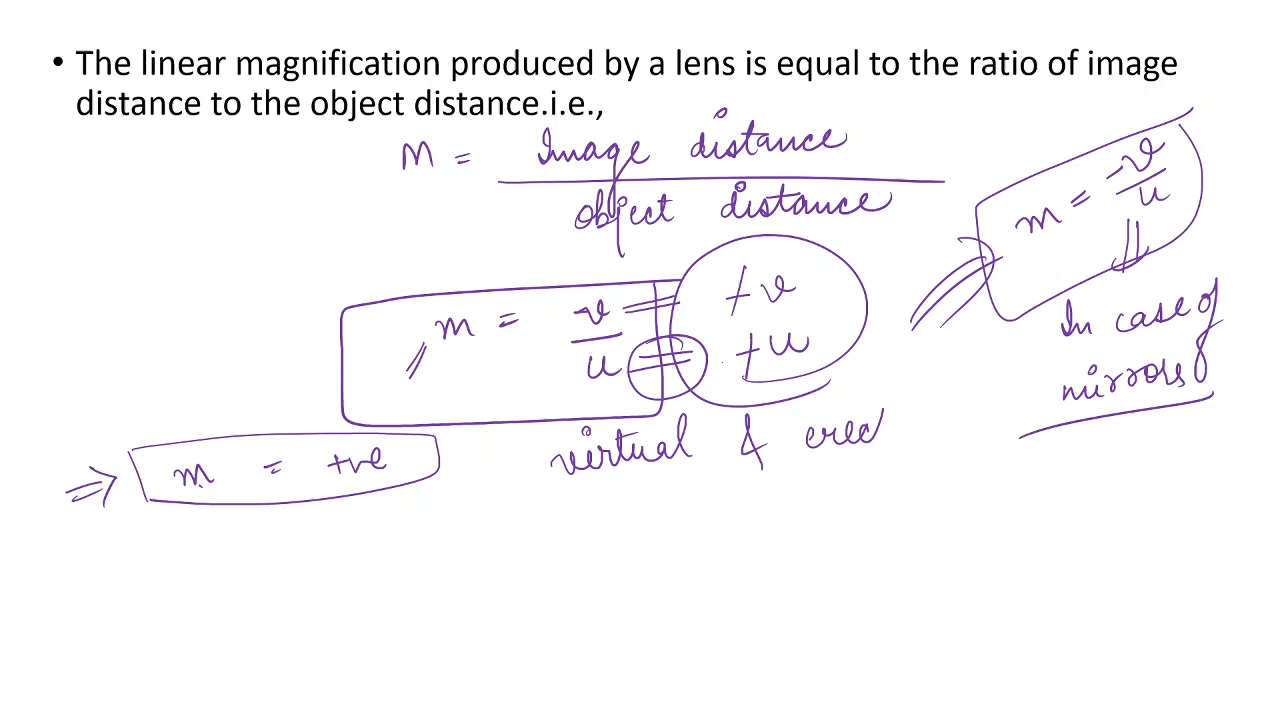 • The linear magnification produced by a lens is equal to the ratio of image
distance to the object distance.i.e.,
M = Image distance
object distance
m = -v
u
In case of
mirrors
m = v
u
+v
+u
virtual & erec
⇒ m = +ve